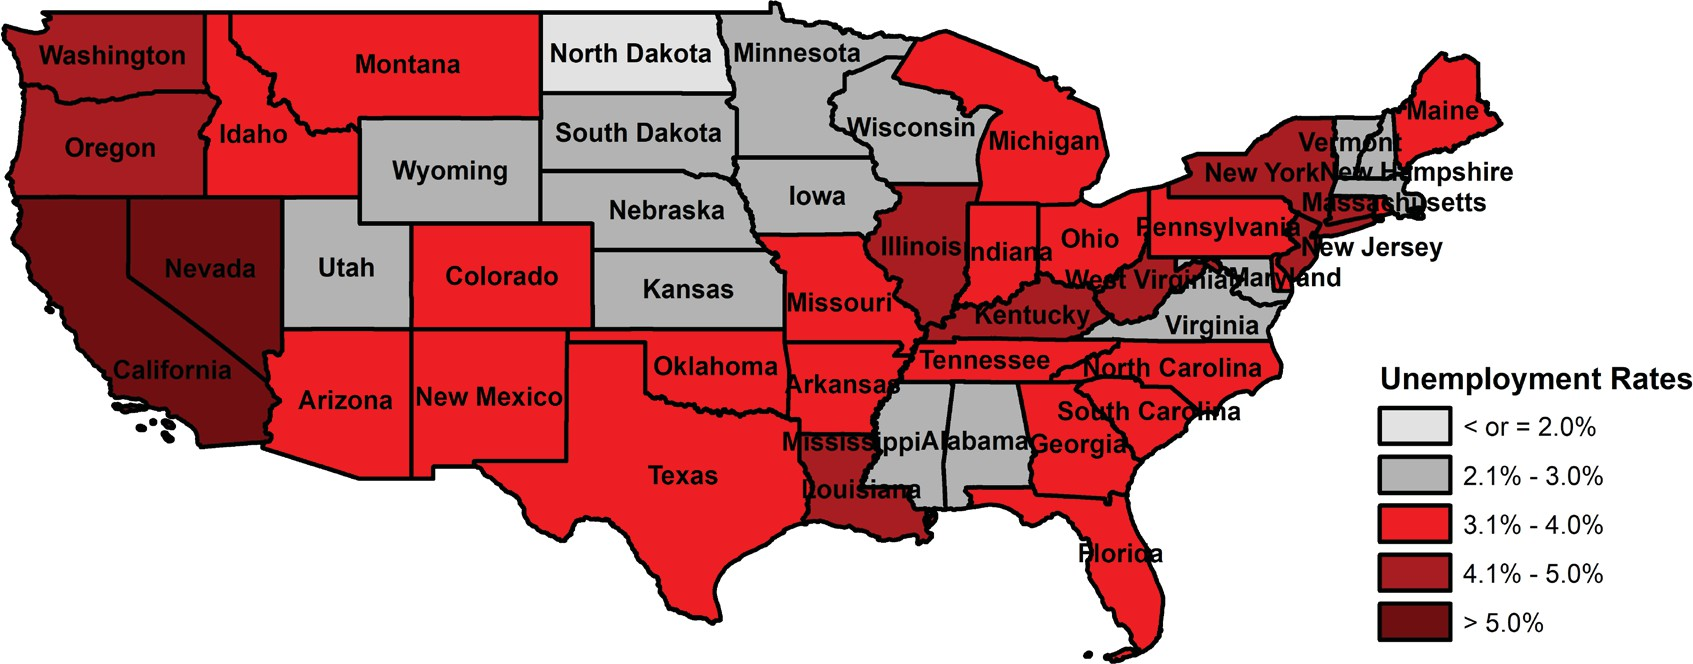 Washington
Montana
North Dakota
Minnesota
Maine
Oregon
Idaho
South Dakota
Wisconsin
Michigan
Vermont
Wyoming
New York
New Hampshire
Iowa
Nebraska
Massachusetts
Pennsylvania
Ohio
Illinois
Indiana
New Jersey
Nevada
Utah
Colorado
Kansas
West Virginia
Maryland
Missouri
Kentucky
Virginia
California
Oklahoma
Tennessee
North Carolina
Arizona
New Mexico
Arkansas
South Carolina
Mississippi
Alabama
Georgia
Texas
Louisiana
Florida
Unemployment Rates
< or = 2.0%
2.1% - 3.0%
3.1% - 4.0%
4.1% - 5.0%
> 5.0%